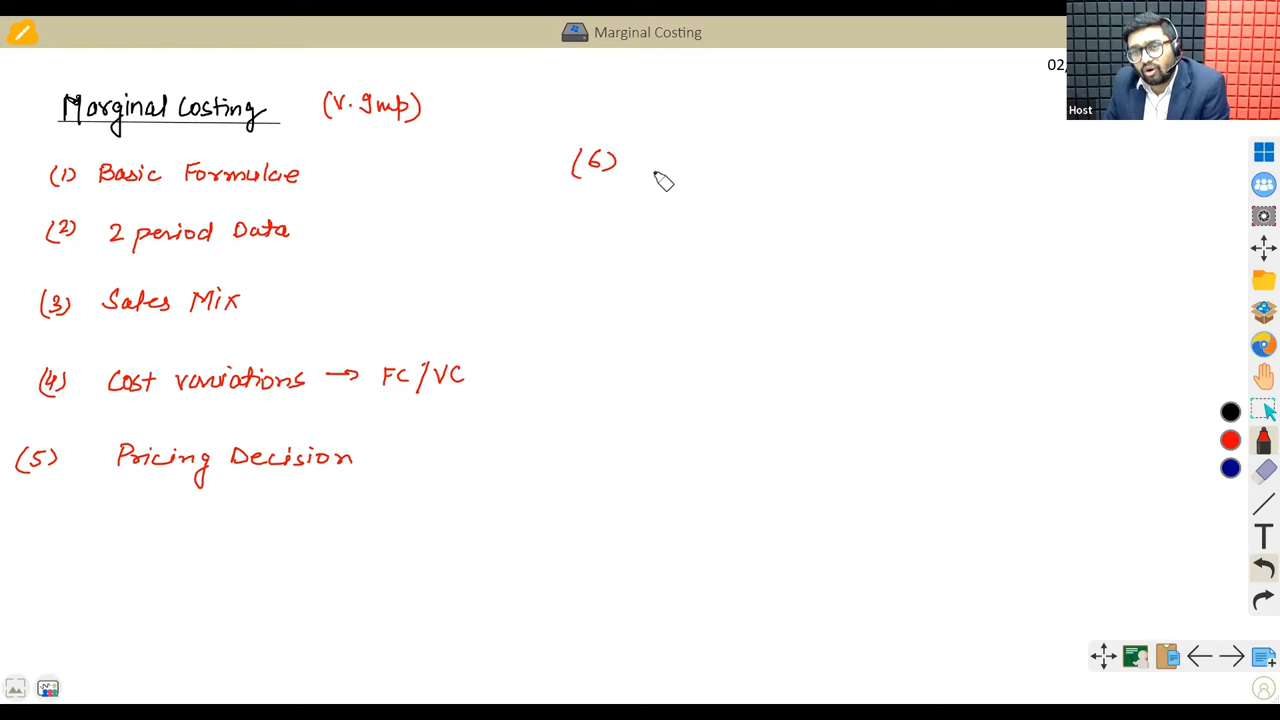 Marginal Costing
02/
Host
Marginal Costing (V. Imp)
(1) Basic Formulae
(2) 2 period Data
(3) Sales Mix
(4) Cost variations → FC/VC
(5) Pricing Decision
(6)
T